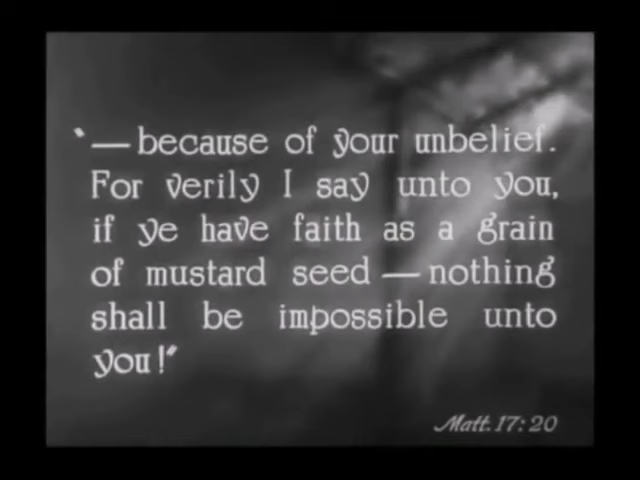 "—because of your unbelief.
For verily I say unto you,
if ye have faith as a grain
of mustard seed—nothing
shall be impossible unto
you!"
Matt. 17:20